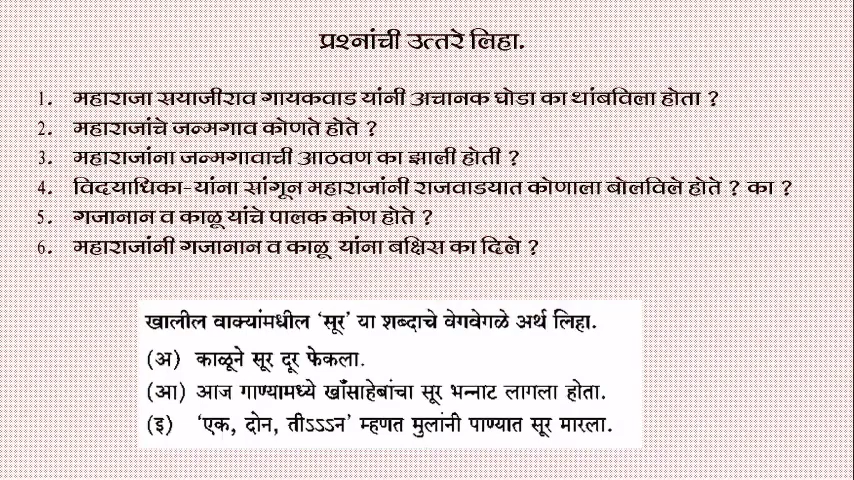 प्रश्नांची उत्तरे लिहा.
1. महाराजा सयाजीराव गायकवाड यांनी अचानक घोडा का थांबविला होता ?
2. महाराजांचे जन्मगाव कोणते होते ?
3. महाराजांना जन्मगावाची आठवण का झाली होती ?
4. विदयाधिका-यांना सांगून महाराजांनी राजवाडयात कोणाला बोलविले होते ? का ?
5. गजानान व काळू यांचे पालक कोण होते ?
6. महाराजांनी गजानान व काळू यांना बक्षिस का दिले ?
खालील वाक्यांमधील 'सूर' या शब्दाचे वेगवेगळे अर्थ लिहा.
(अ) काळूने सूर दूर फेकला.
(आ) आज गाण्यामध्ये खाँसाहेबांचा सूर भन्नाट लागला होता.
(इ) 'एक, दोन, तीऽऽऽन' म्हणत मुलांनी पाण्यात सूर मारला.